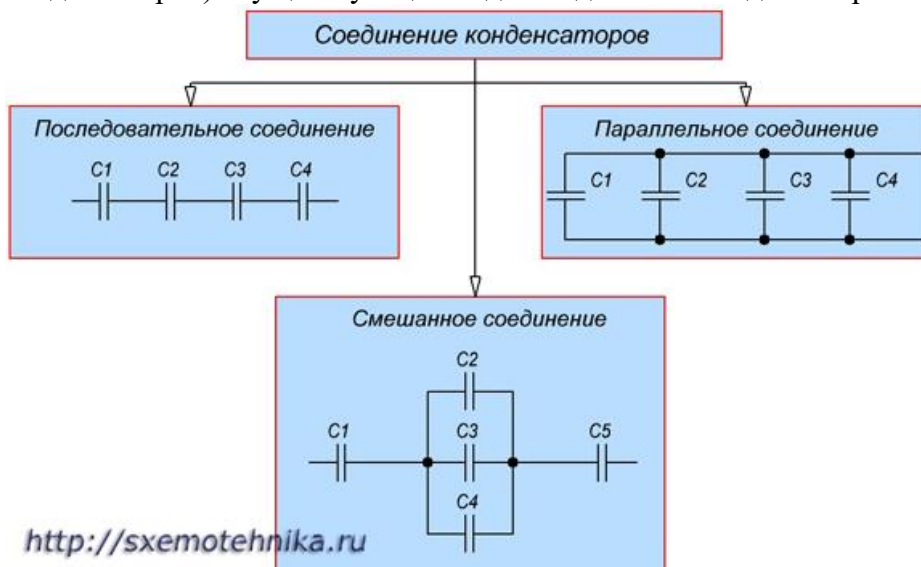 Соединение конденсаторов
Последовательное соединение
C1 C2 C3 C4
Параллельное соединение
C1 C2 C3 C4
Смешанное соединение
C2
C1 C3 C5
C4
http://sxemotehnika.ru